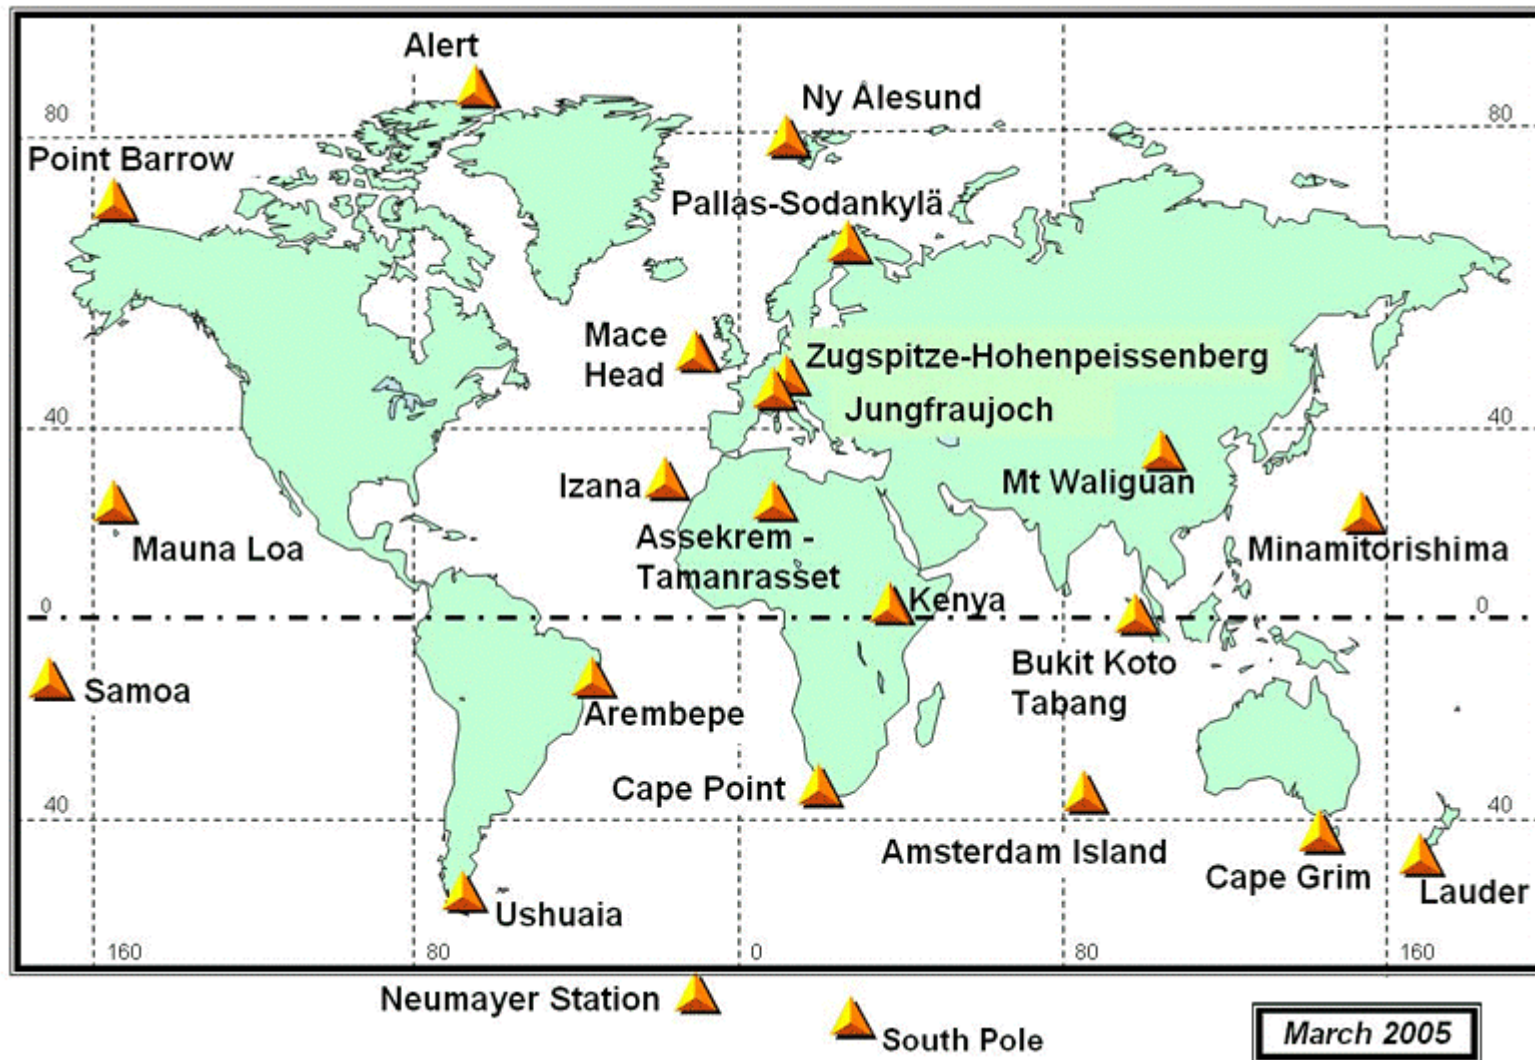 Alert
Ny Ålesund
80
80
Point Barrow
Pallas-Sodankylä
Mace
Head
Zugspitze-Hohenpeissenberg
Jungfraujoch
40
40
Izana
Mt Waliguan
Mauna Loa
Assekrem -
Tamanrasset
Minamitorishima
0
Kenya
0
Samoa
Arembepe
Bukit Koto
Tabang
Cape Point
40
40
Amsterdam Island
Cape Grim
Lauder
Ushuaia
160
80
0
80
160
Neumayer Station
South Pole
March 2005